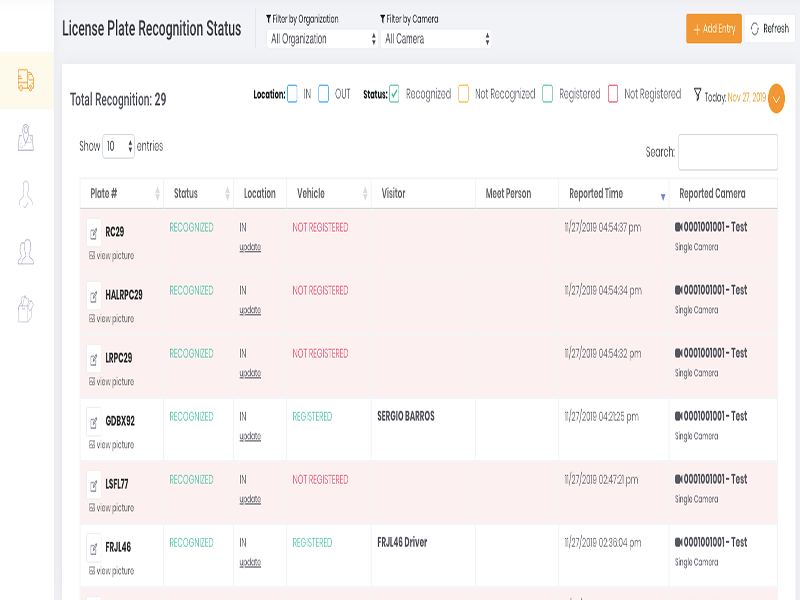 License Plate Recognition Status
Filter by Organization
Filter by Camera
All Organization
All Camera
+ Add Entry
Refresh
Total Recognition: 29
Location: IN OUT Status: Recognized Not Recognized Registered Not Registered Today: Nov 27, 2019
Show 10 entries
Search:
Plate # Status Location Vehicle Visitor Meet Person Reported Time Reported Camera
RC29 RECOGNIZED IN NOT REGISTERED 11/27/2019 04:54:37 pm 0001001001 - Test
view picture update Single Camera
HALRPC29 RECOGNIZED IN NOT REGISTERED 11/27/2019 04:54:34 pm 0001001001 - Test
view picture update Single Camera
LRPC29 RECOGNIZED IN NOT REGISTERED 11/27/2019 04:54:32 pm 0001001001 - Test
view picture update Single Camera
GDBX92 RECOGNIZED IN REGISTERED SERGIO BARROS 11/27/2019 04:21:25 pm 0001001001 - Test
view picture update Single Camera
LSFL77 RECOGNIZED IN NOT REGISTERED 11/27/2019 02:47:21 pm 0001001001 - Test
view picture update Single Camera
FRJL46 RECOGNIZED IN REGISTERED FRJL46 Driver 11/27/2019 02:36:04 pm 0001001001 - Test
view picture update Single Camera